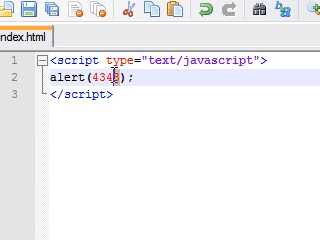 ndex.html
1 <script type="text/javascript">
2 alert(4343);
3 </script>